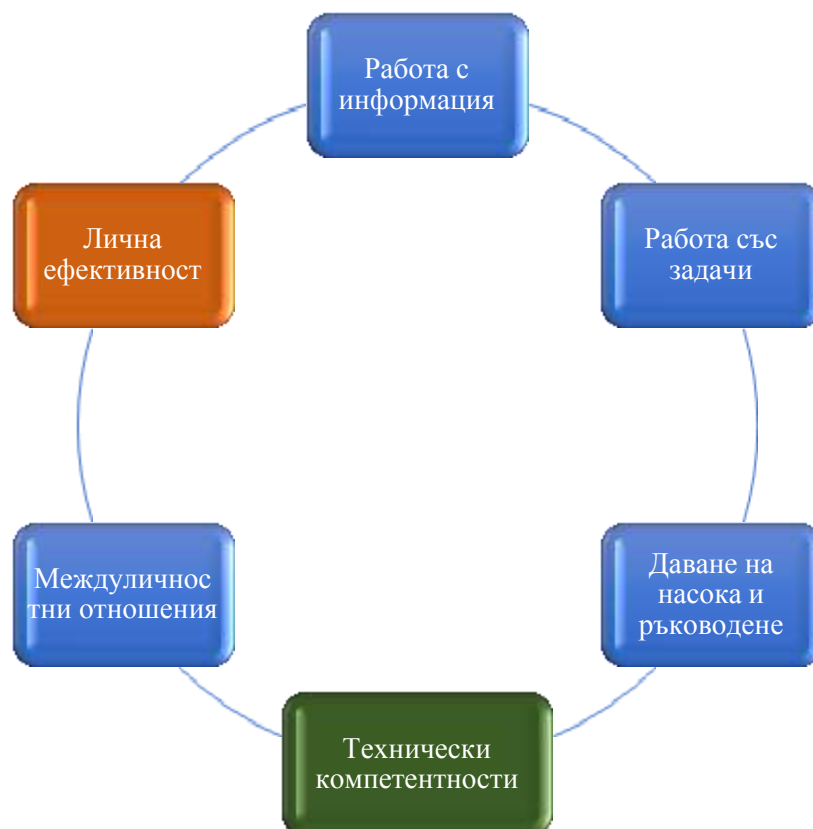 Работа с
информация
Лична
ефективност
Работа със
задачи
Междуличнос
тни отношения
Даване на
насока и
ръководене
Технически
компетентности